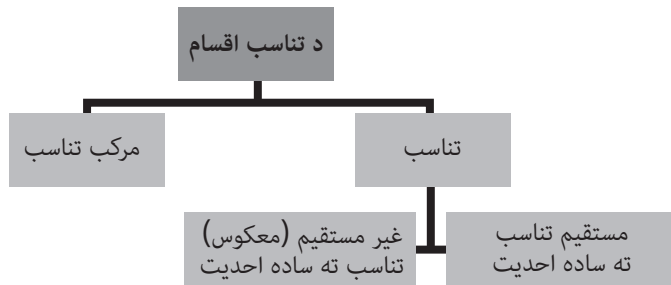 د تناسب اقسام
تناسب
مرکب تناسب
مستقیم تناسب
ته ساده احدیت
غیر مستقیم (معکوس)
تناسب ته ساده احدیت